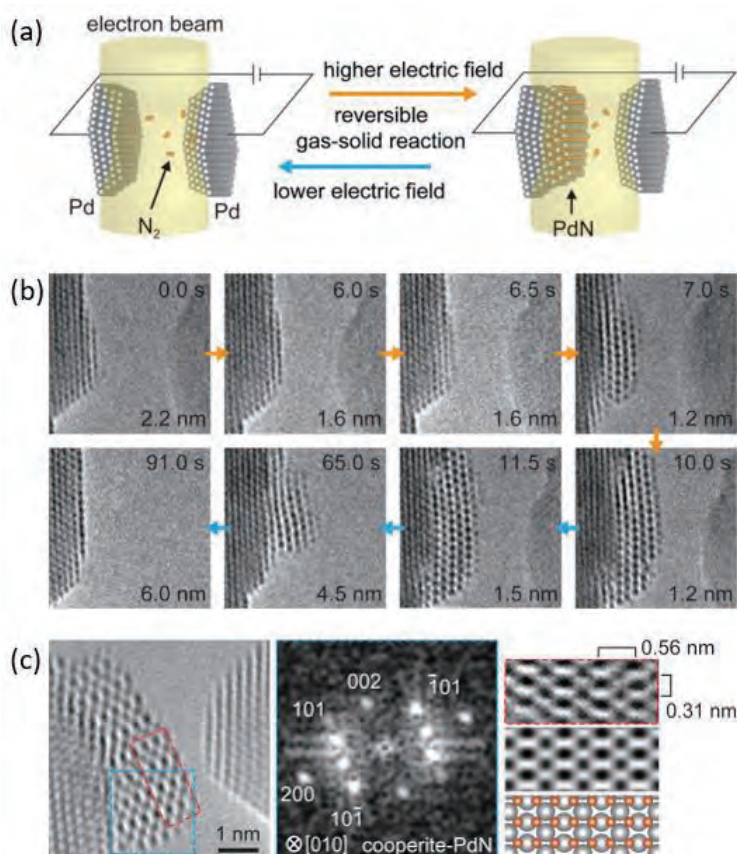 (a)
electron beam
higher electric field
reversible
gas-solid reaction
lower electric field
Pd
N2
Pd
PdN
(b)
0.0 s
6.0 s
6.5 s
7.0 s
2.2 nm
1.6 nm
1.6 nm
1.2 nm
91.0 s
65.0 s
11.5 s
10.0 s
6.0 nm
4.5 nm
1.5 nm
1.2 nm
(c)
0.56 nm
0.31 nm
002
1̄01
101
200
101̄
1 nm
⊗[010] cooperite-PdN